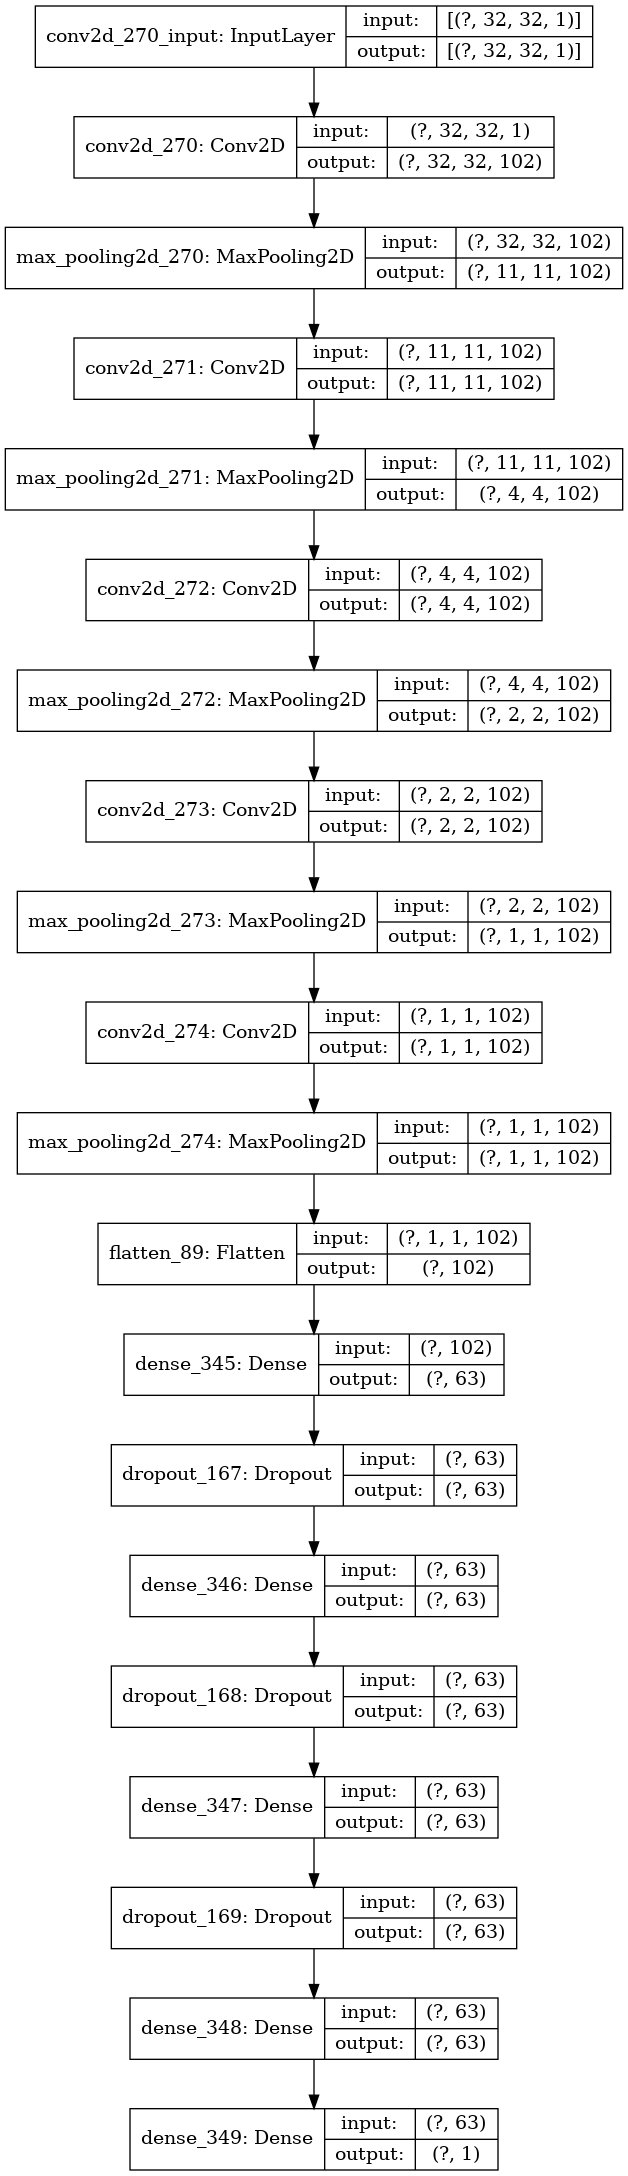 conv2d_270_input: InputLayer
input: [(?, 32, 32, 1)]
output: [(?, 32, 32, 1)]
conv2d_270: Conv2D
input: (?, 32, 32, 1)
output: (?, 32, 32, 102)
max_pooling2d_270: MaxPooling2D
input: (?, 32, 32, 102)
output: (?, 11, 11, 102)
conv2d_271: Conv2D
input: (?, 11, 11, 102)
output: (?, 11, 11, 102)
max_pooling2d_271: MaxPooling2D
input: (?, 11, 11, 102)
output: (?, 4, 4, 102)
conv2d_272: Conv2D
input: (?, 4, 4, 102)
output: (?, 4, 4, 102)
max_pooling2d_272: MaxPooling2D
input: (?, 4, 4, 102)
output: (?, 2, 2, 102)
conv2d_273: Conv2D
input: (?, 2, 2, 102)
output: (?, 2, 2, 102)
max_pooling2d_273: MaxPooling2D
input: (?, 2, 2, 102)
output: (?, 1, 1, 102)
conv2d_274: Conv2D
input: (?, 1, 1, 102)
output: (?, 1, 1, 102)
max_pooling2d_274: MaxPooling2D
input: (?, 1, 1, 102)
output: (?, 1, 1, 102)
flatten_89: Flatten
input: (?, 1, 1, 102)
output: (?, 102)
dense_345: Dense
input: (?, 102)
output: (?, 63)
dropout_167: Dropout
input: (?, 63)
output: (?, 63)
dense_346: Dense
input: (?, 63)
output: (?, 63)
dropout_168: Dropout
input: (?, 63)
output: (?, 63)
dense_347: Dense
input: (?, 63)
output: (?, 63)
dropout_169: Dropout
input: (?, 63)
output: (?, 63)
dense_348: Dense
input: (?, 63)
output: (?, 63)
dense_349: Dense
input: (?, 63)
output: (?, 1)